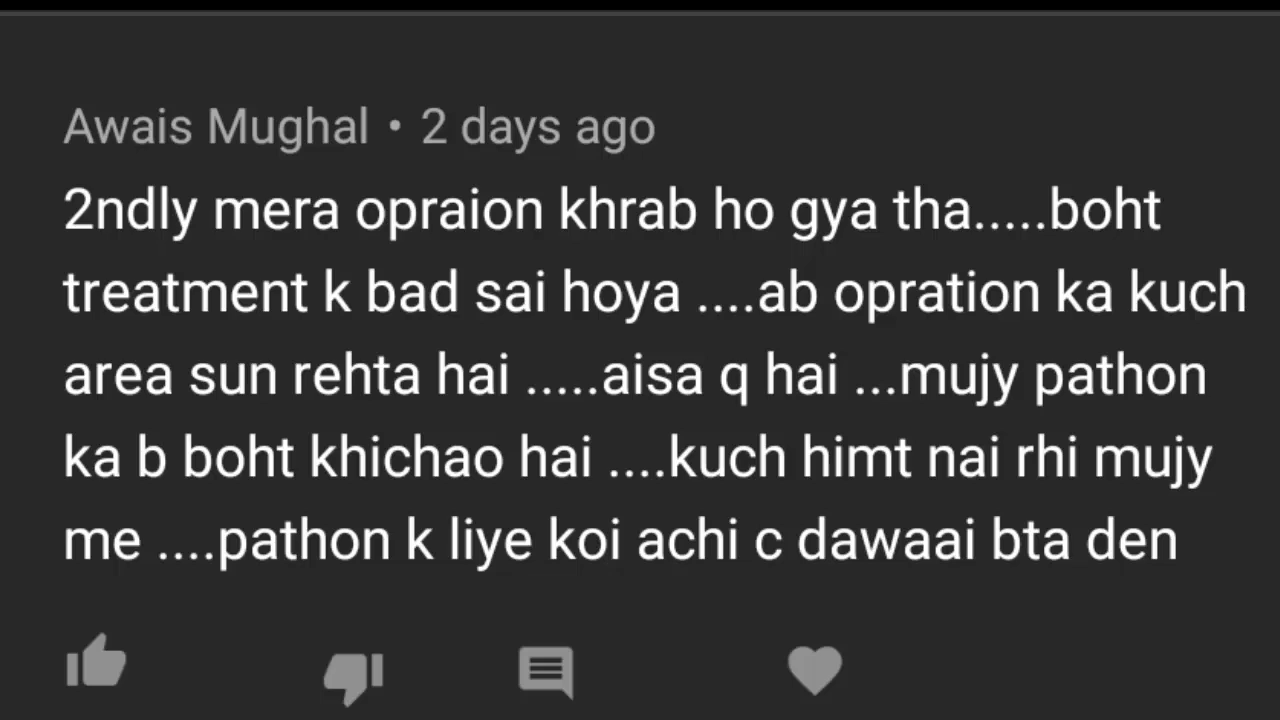 Awais Mughal • 2 days ago
2ndly mera opraion khrab ho gya tha.....boht
treatment k bad sai hoya ....ab opration ka kuch
area sun rehta hai .....aisa q hai ...mujy pathon
ka b boht khichao hai ....kuch himt nai rhi mujy
me ....pathon k liye koi achi c dawaai bta den